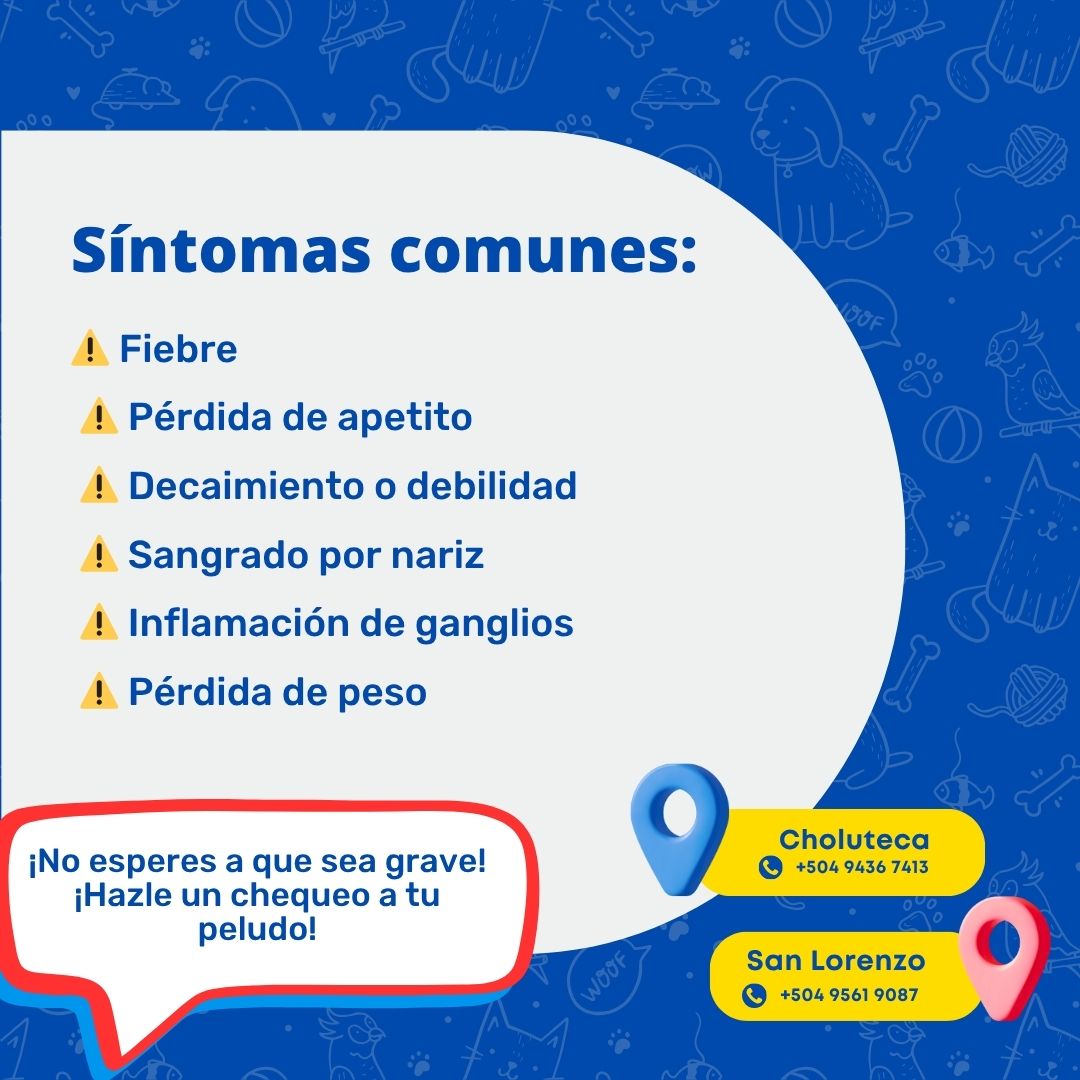 Síntomas comunes:
⚠️ Fiebre
⚠️ Pérdida de apetito
⚠️ Decaimiento o debilidad
⚠️ Sangrado por nariz
⚠️ Inflamación de ganglios
⚠️ Pérdida de peso
¡No esperes a que sea grave!
¡Hazle un chequeo a tu
peludo!
Choluteca
+504 9436 7413
San Lorenzo
+504 9561 9087
WOOF
WOOF